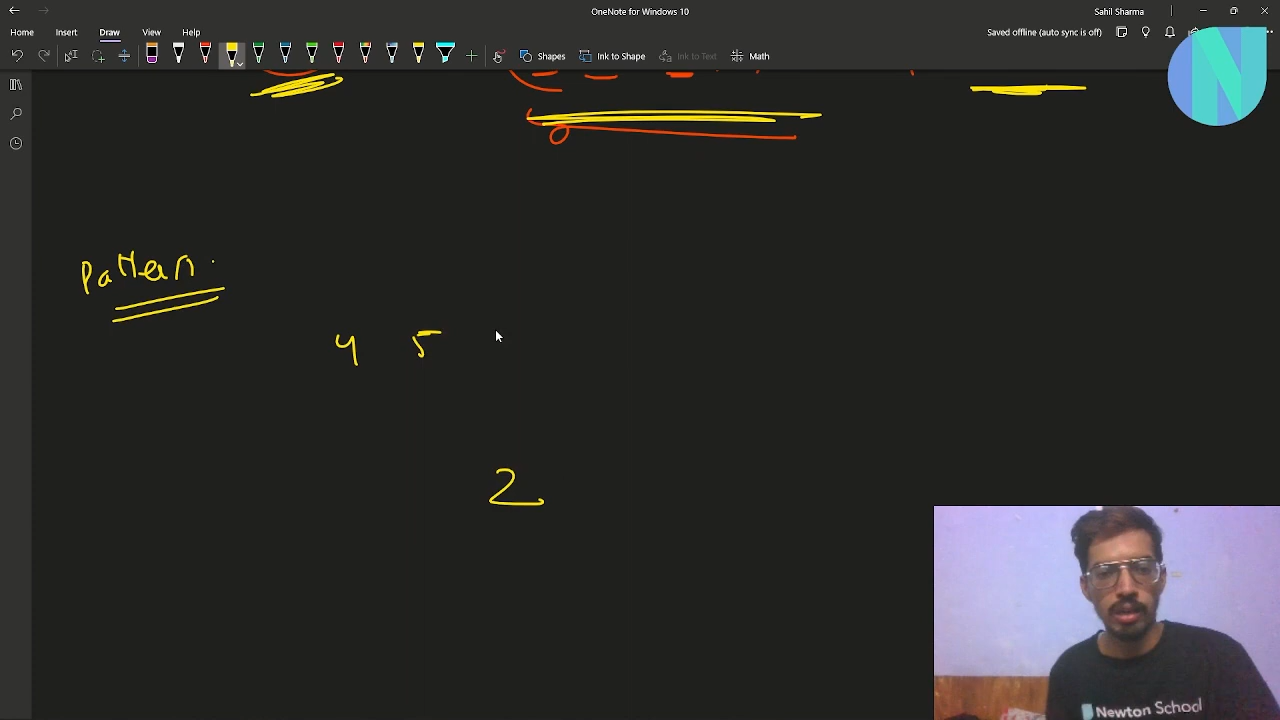 OneNote for Windows 10
Sahil Sharma
Home Insert Draw View Help
Saved offline (auto sync is off)
Shapes Ink to Shape Ink to Text Math
N
Pattern.
4 5
2
Newton School